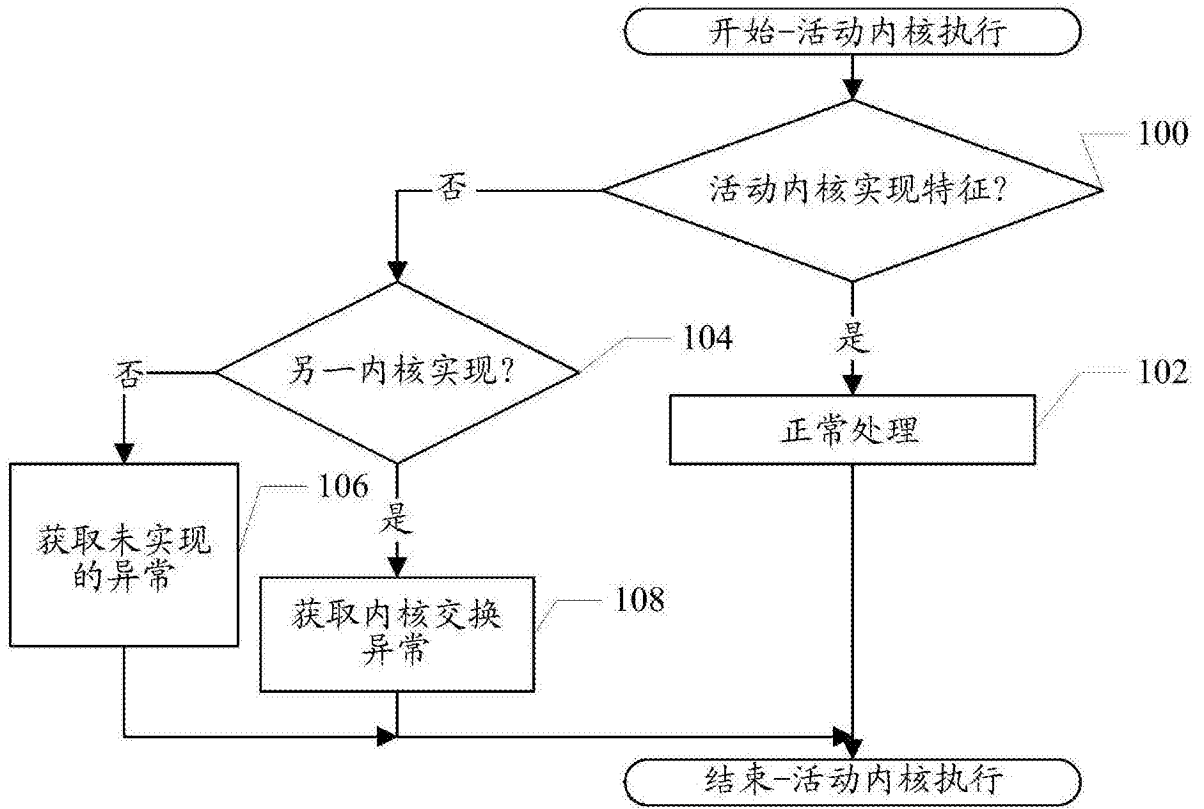 开始-活动内核执行
100
活动内核实现特征?
否
是
104
另一内核实现?
否
102
正常处理
106
是
获取未实现
的异常
108
获取内核交换
异常
结束-活动内核执行